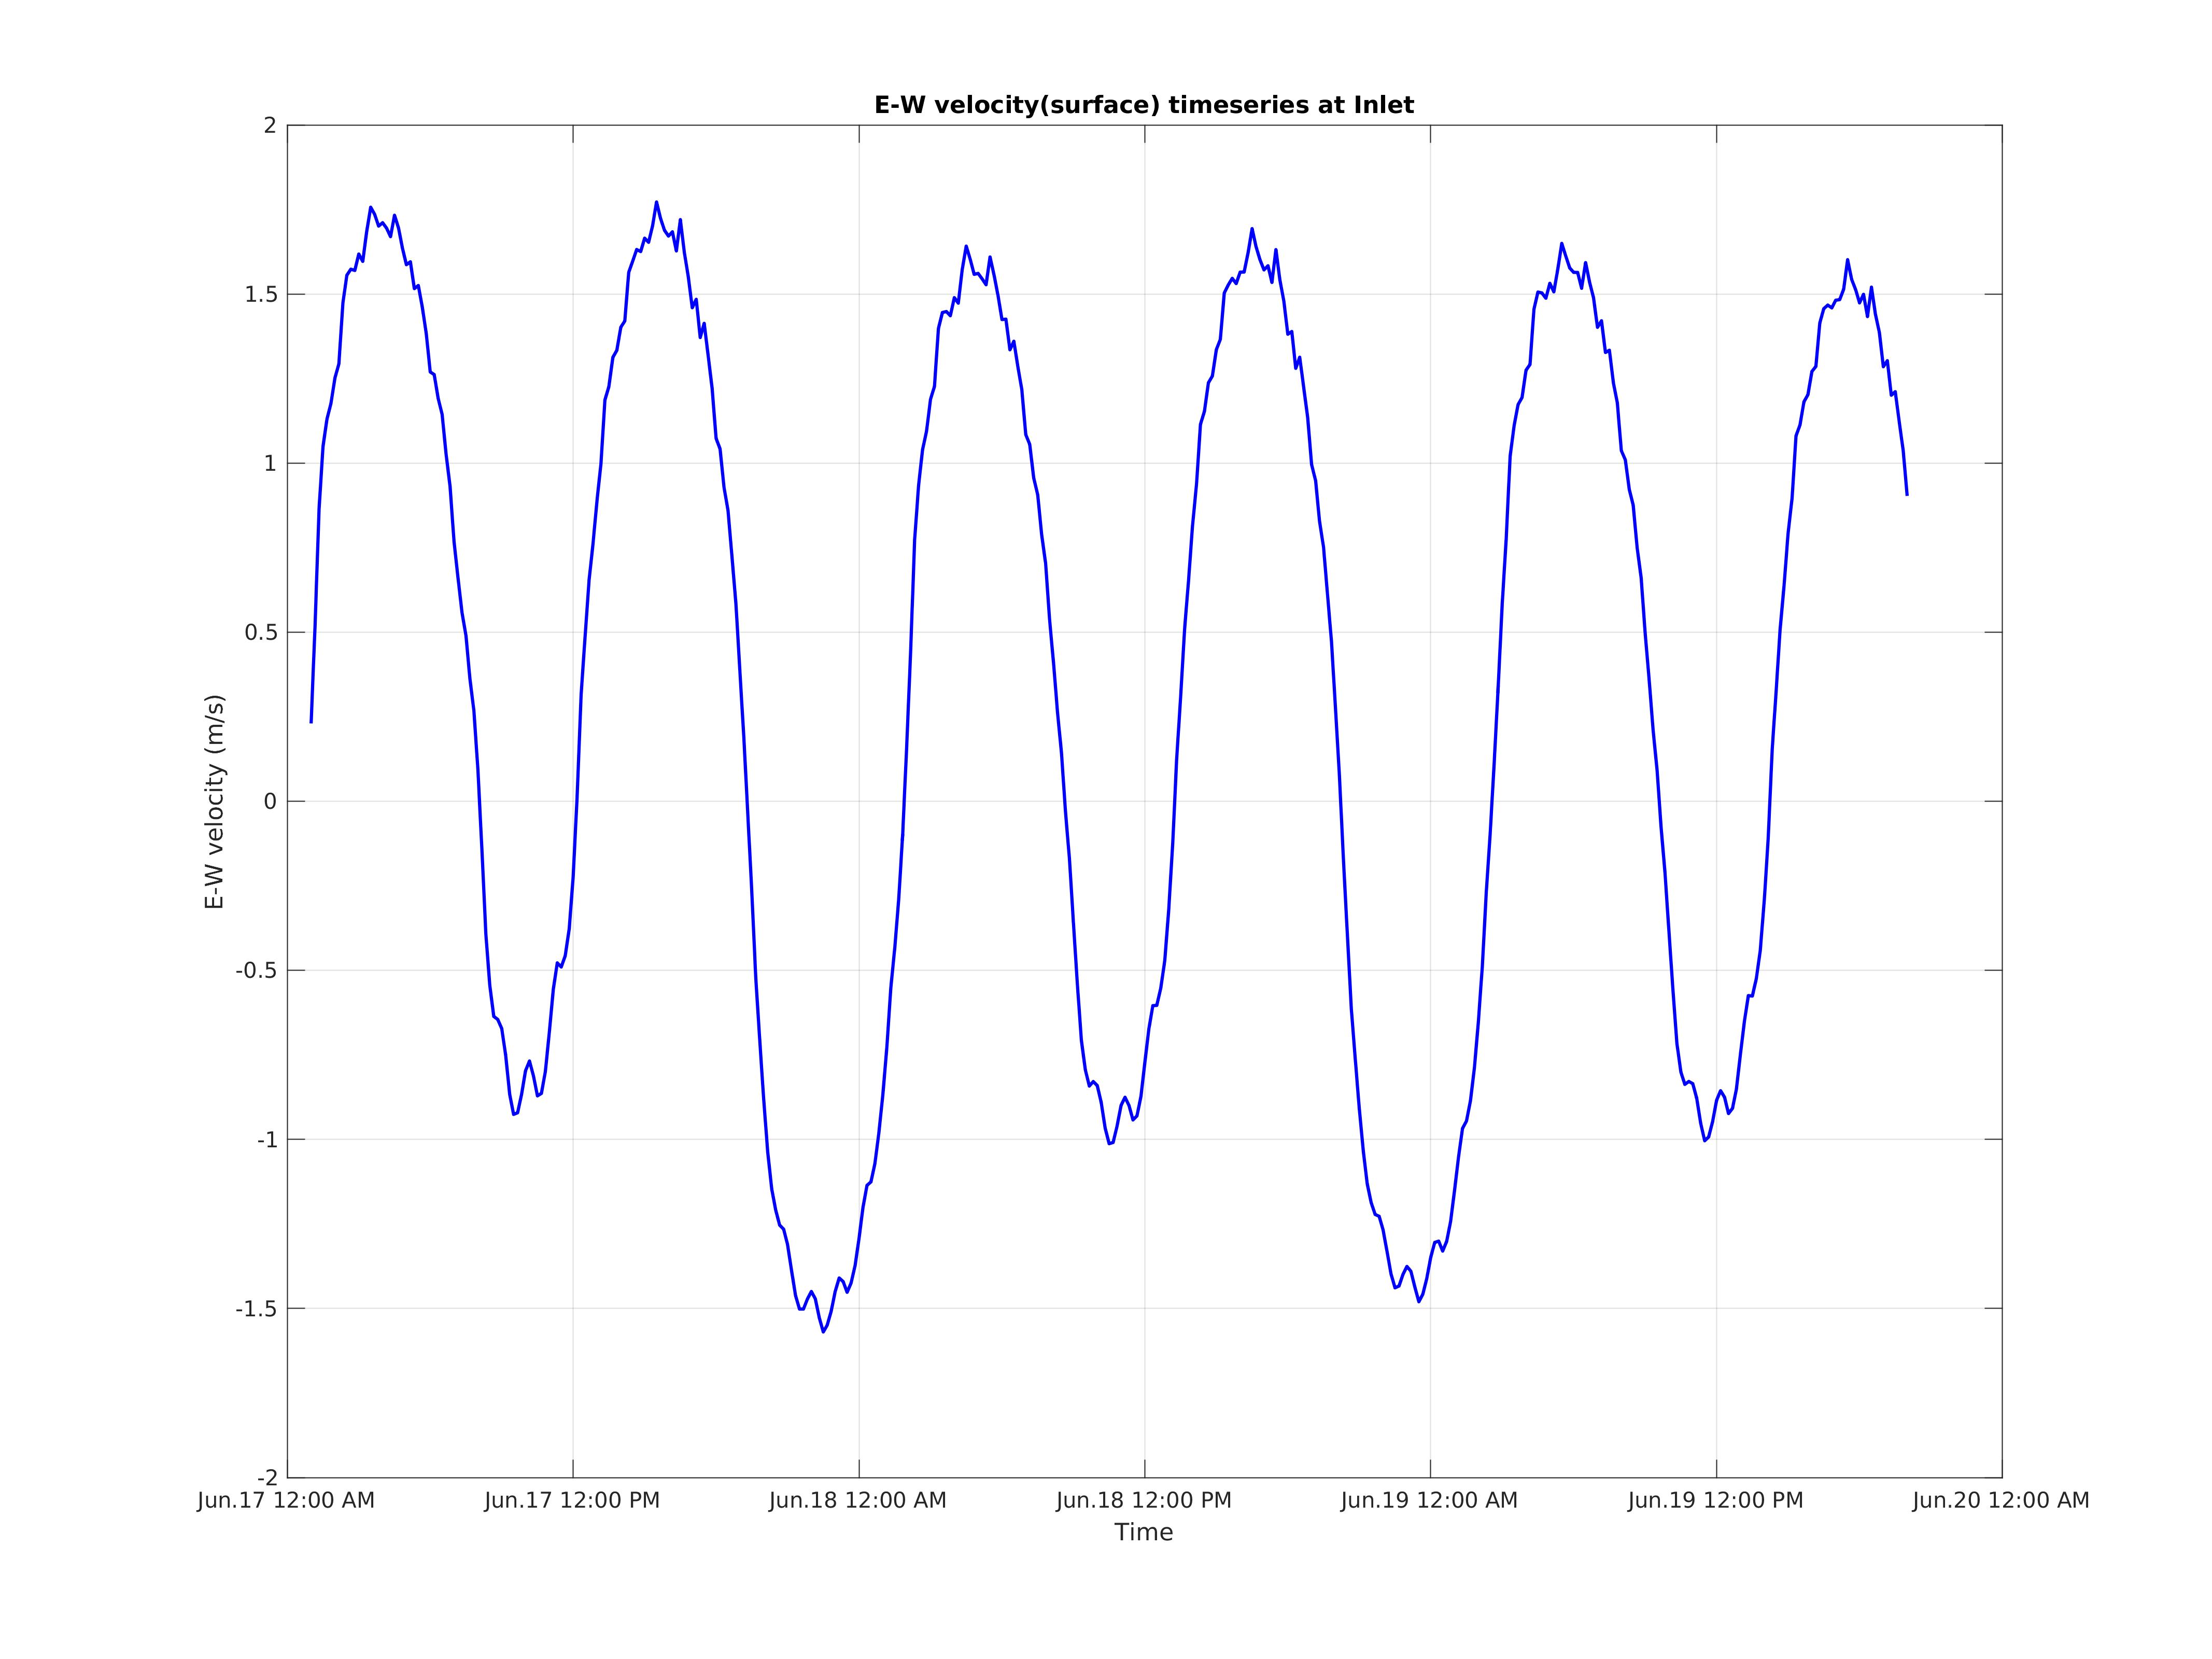 E-W velocity(surface) timeseries at Inlet
2
1.5
1
0.5
0
-0.5
-1
-1.5
-2
E-W velocity (m/s)
Jun.17 12:00 AM Jun.17 12:00 PM Jun.18 12:00 AM Jun.18 12:00 PM Jun.19 12:00 AM Jun.19 12:00 PM Jun.20 12:00 AM
Time